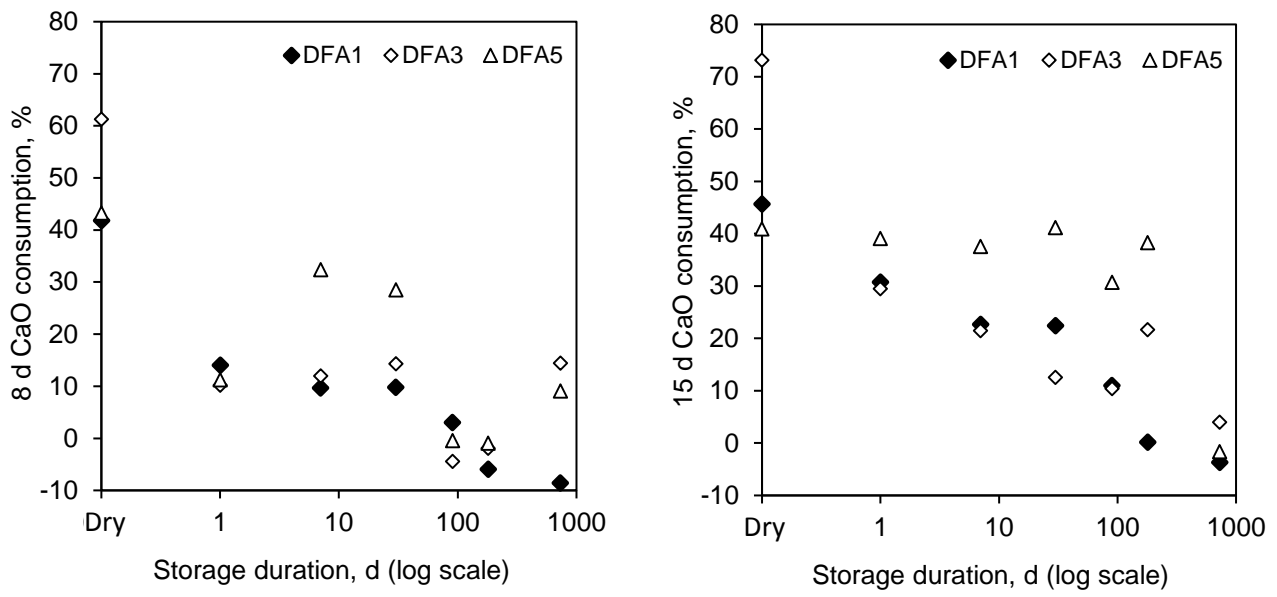 80
70
60
50
40
30
20
10
0
-10
8 d CaO consumption, %
DFA1 DFA3 DFA5
Dry 1 10 100 1000
Storage duration, d (log scale)
80
70
60
50
40
30
20
10
0
-10
15 d CaO consumption, %
DFA1 DFA3 DFA5
Dry 1 10 100 1000
Storage duration, d (log scale)